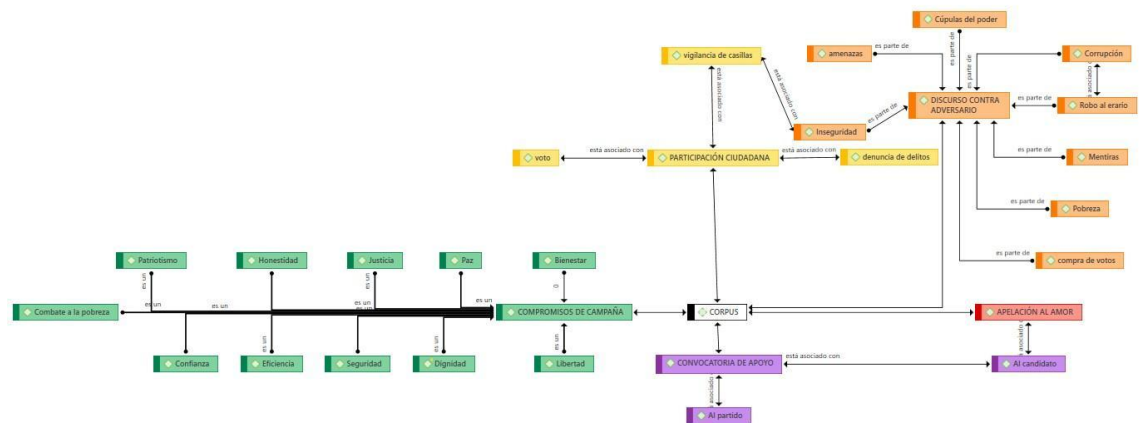 Cúpulas del poder
vigilancia de casillas
es parte de
amenazas
es parte de
Corrupción
está asociado con
es parte de
está asociado con
asociado c
DISCURSO CONTRA
ADVERSARIO
es parte de
Robo al erario
Inseguridad
es parte de
voto
está asociado con
PARTICIPACIÓN CIUDADANA
está asociado con
denuncia de delitos
es parte de
Mentiras
es parte de
Pobreza
es parte de
compra de votos
Patriotismo
Honestidad
Justicia
Paz
Bienestar
es un
es un
Combate a la pobreza
es un
es un
es un
es un
es un
COMPROMISOS DE CAMPAÑA
CORPUS
APELACIÓN AL AMOR
es un
es un
es un
es un
Confianza
Eficiencia
Seguridad
Dignidad
Libertad
CONVOCATORIA DE APOYO
está asociado con
Al candidato
Al partido